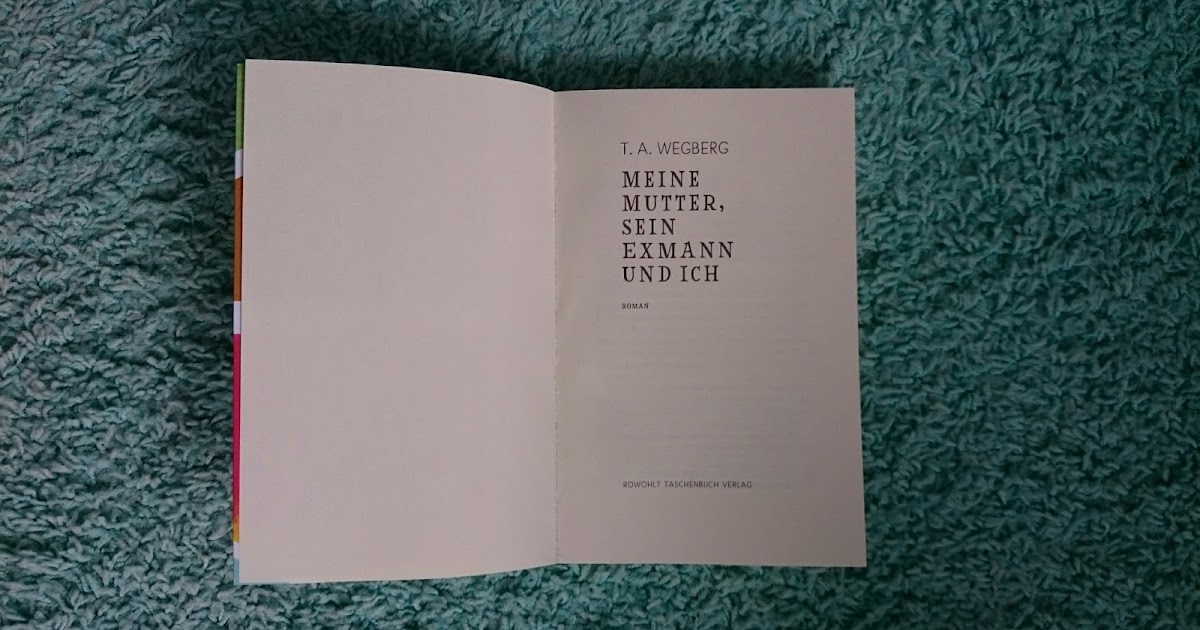 T. A. WEGBERG
MEINE
MUTTER,
SEIN
EXMANN
UND ICH
ROMAN
ROWOHLT TASCHENBUCH VERLAG